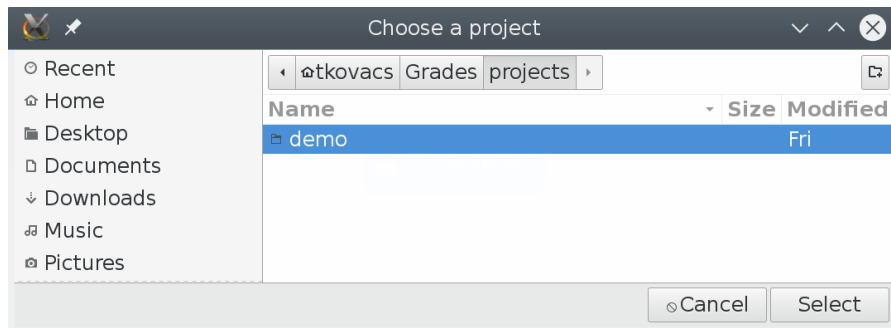 Choose a project
Recent
Home
Desktop
Documents
Downloads
Music
Pictures
tkovacs Grades projects
Name Size Modified
demo Fri
Cancel Select